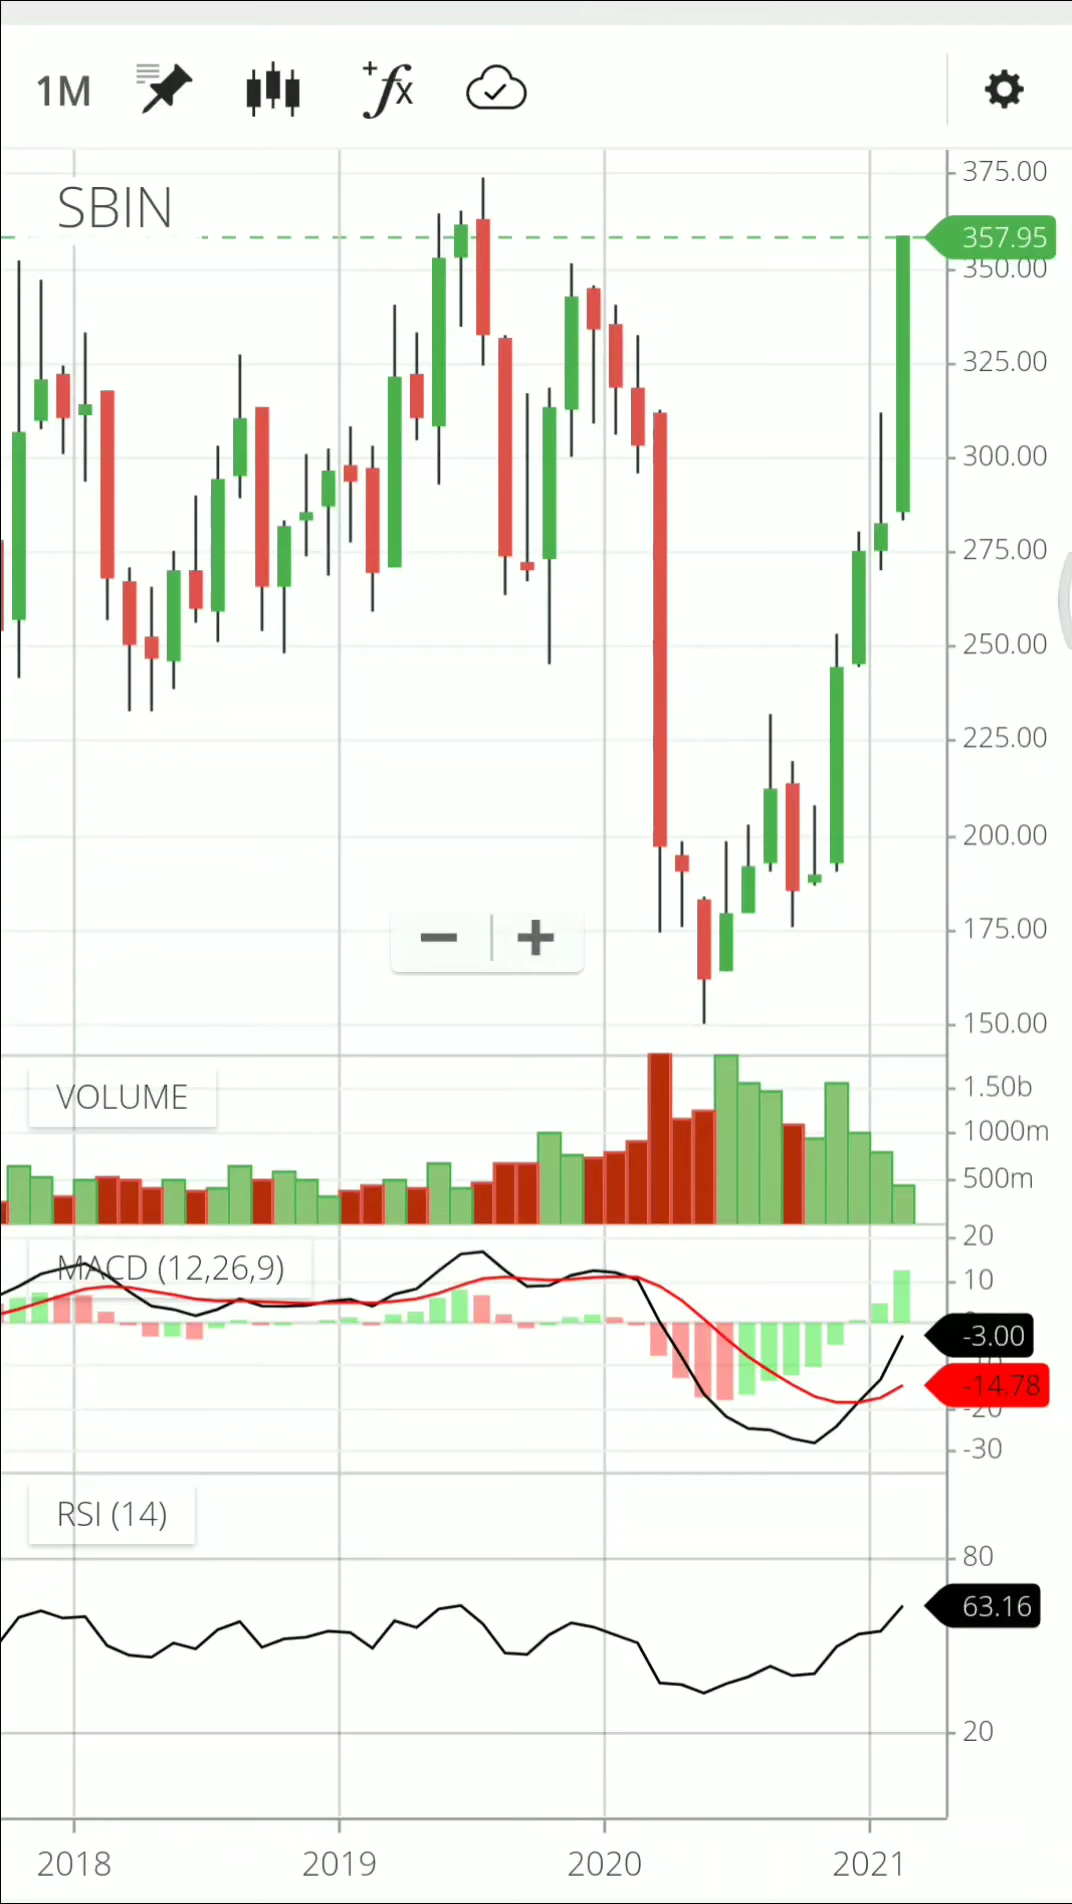 1M
fx
SBIN
375.00
357.95
350.00
325.00
300.00
275.00
250.00
225.00
200.00
175.00
150.00
VOLUME
1.50b
1000m
500m
MACD (12,26,9)
20
10
-3.00
-14.78
-20
-30
RSI (14)
80
63.16
20
2018 2019 2020 2021